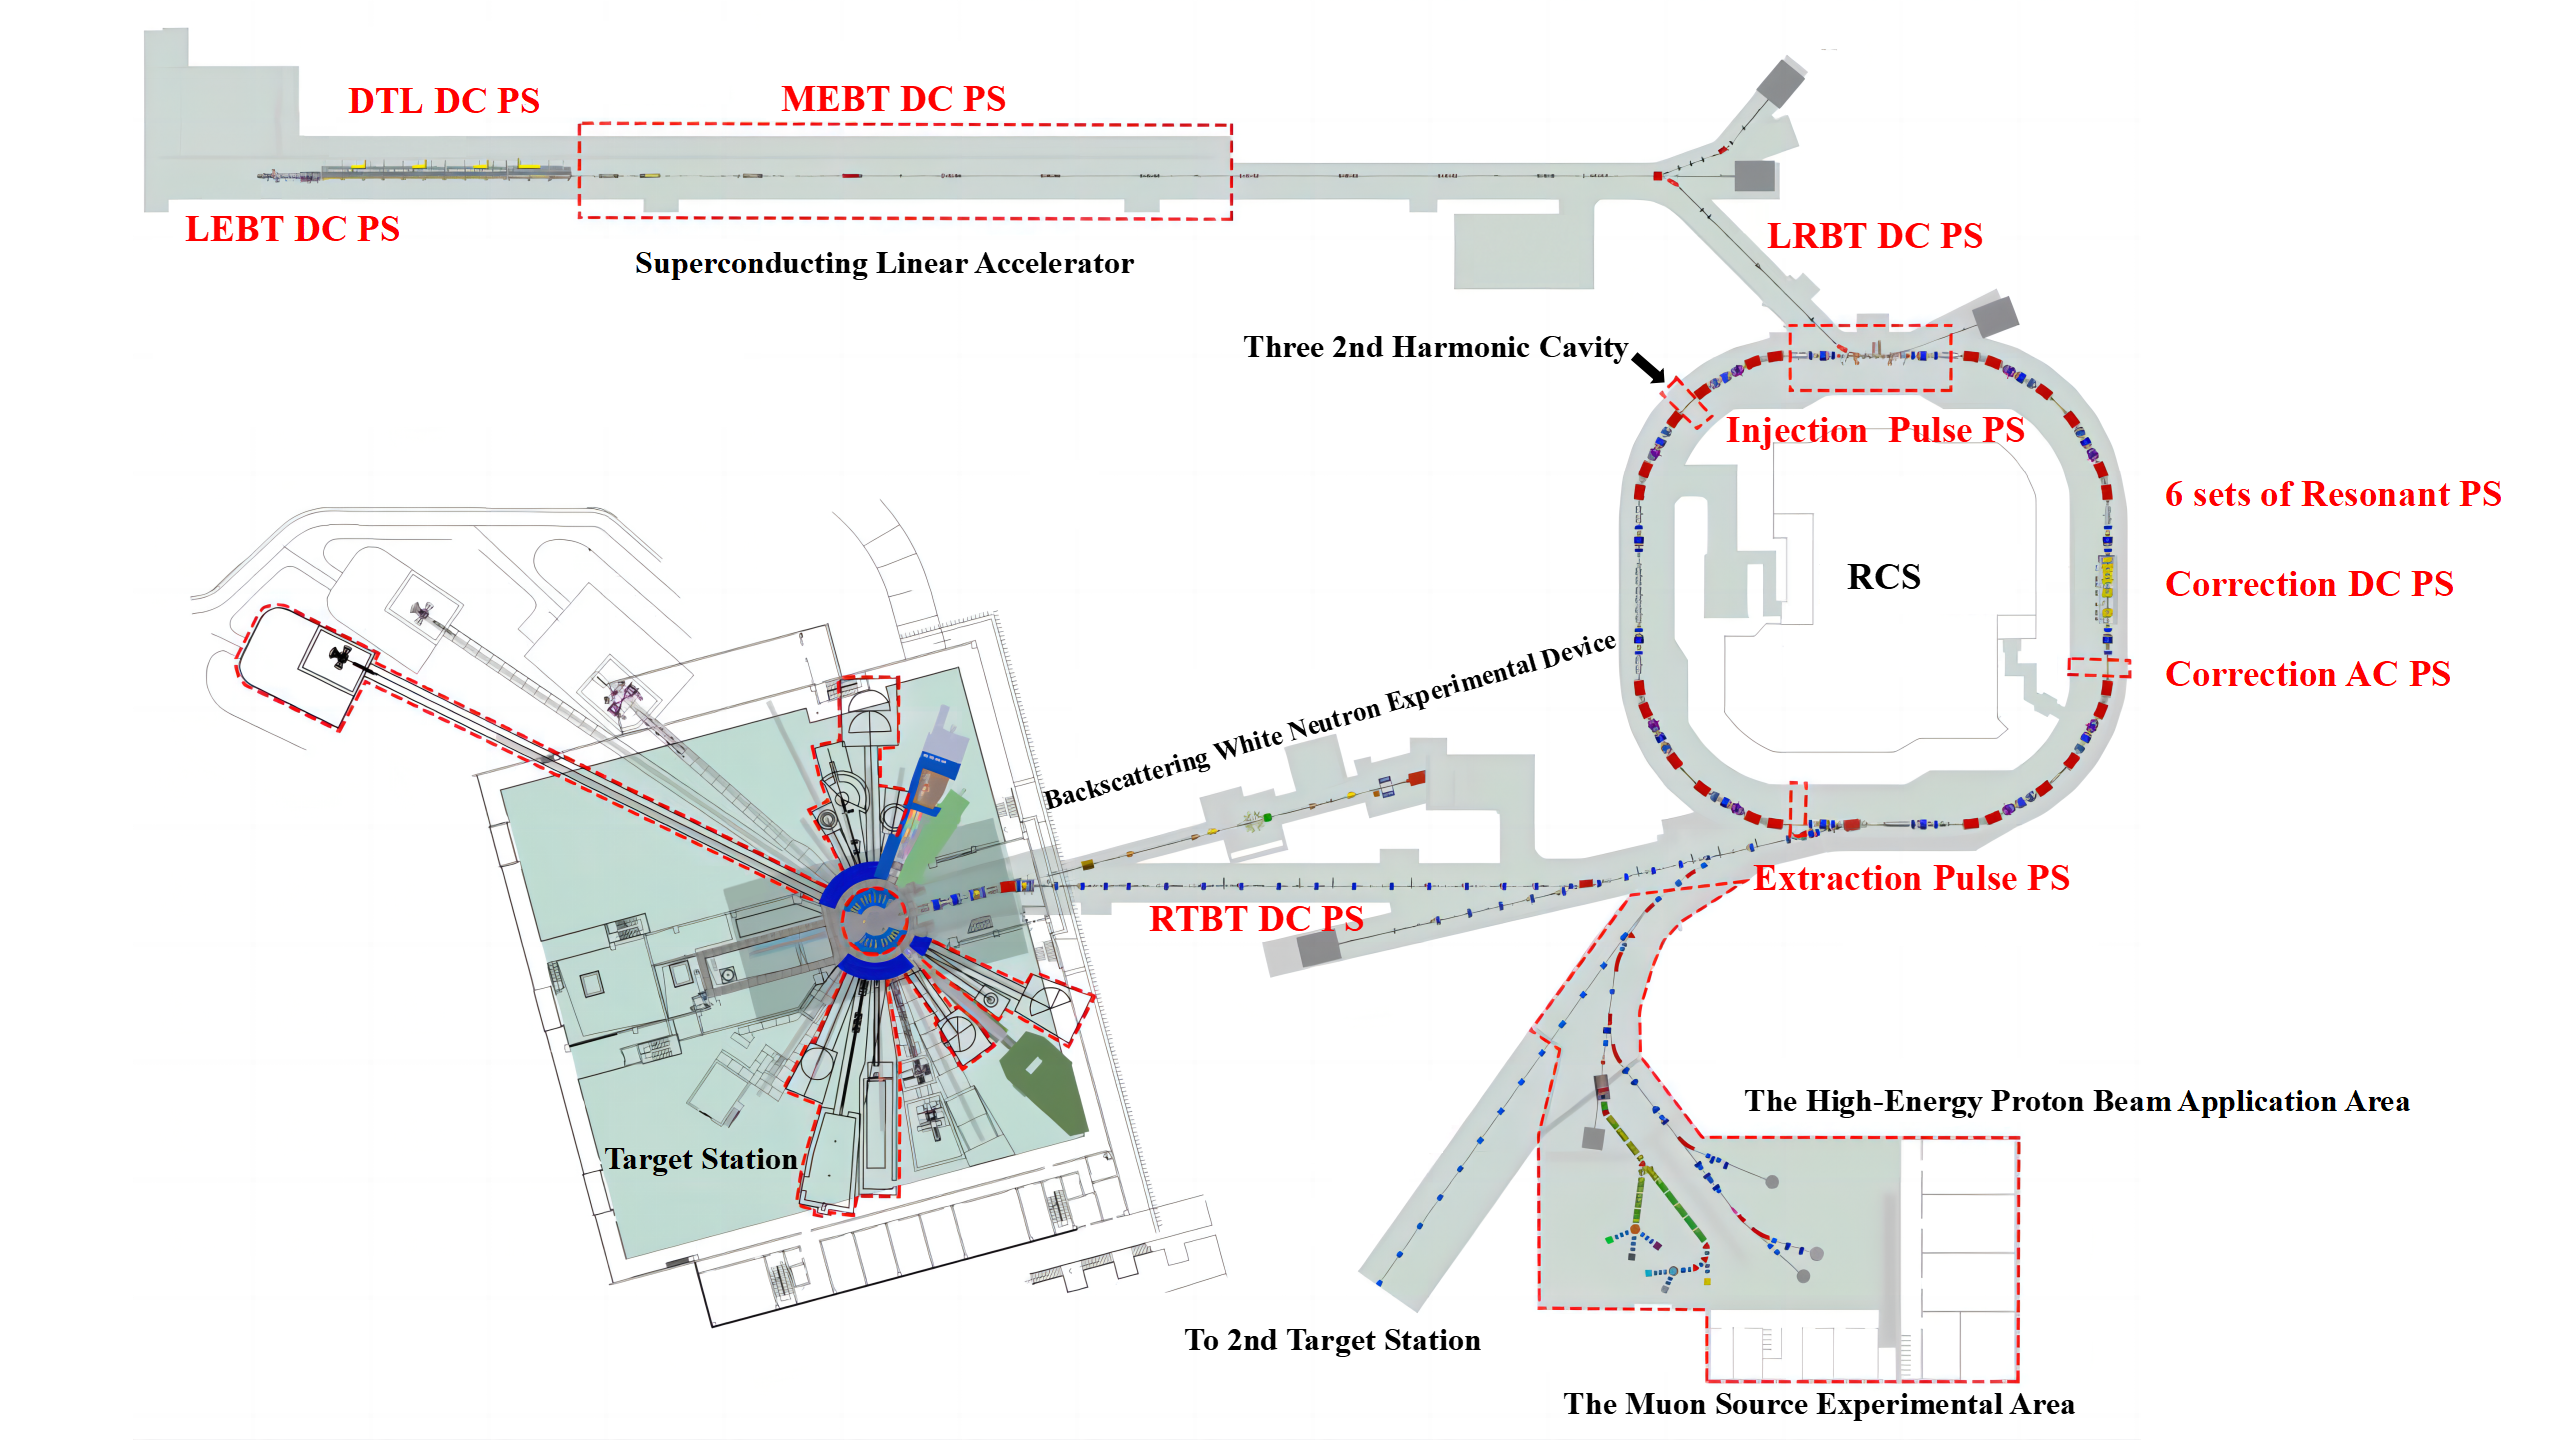 DTL DC PS
MEBT DC PS
LEBT DC PS
Superconducting Linear Accelerator
LRBT DC PS
Three 2nd Harmonic Cavity
Injection Pulse PS
6 sets of Resonant PS
RCS
Correction DC PS
Correction AC PS
Backscattering White Neutron Experimental Device
Extraction Pulse PS
RTBT DC PS
The High-Energy Proton Beam Application Area
Target Station
To 2nd Target Station
The Muon Source Experimental Area